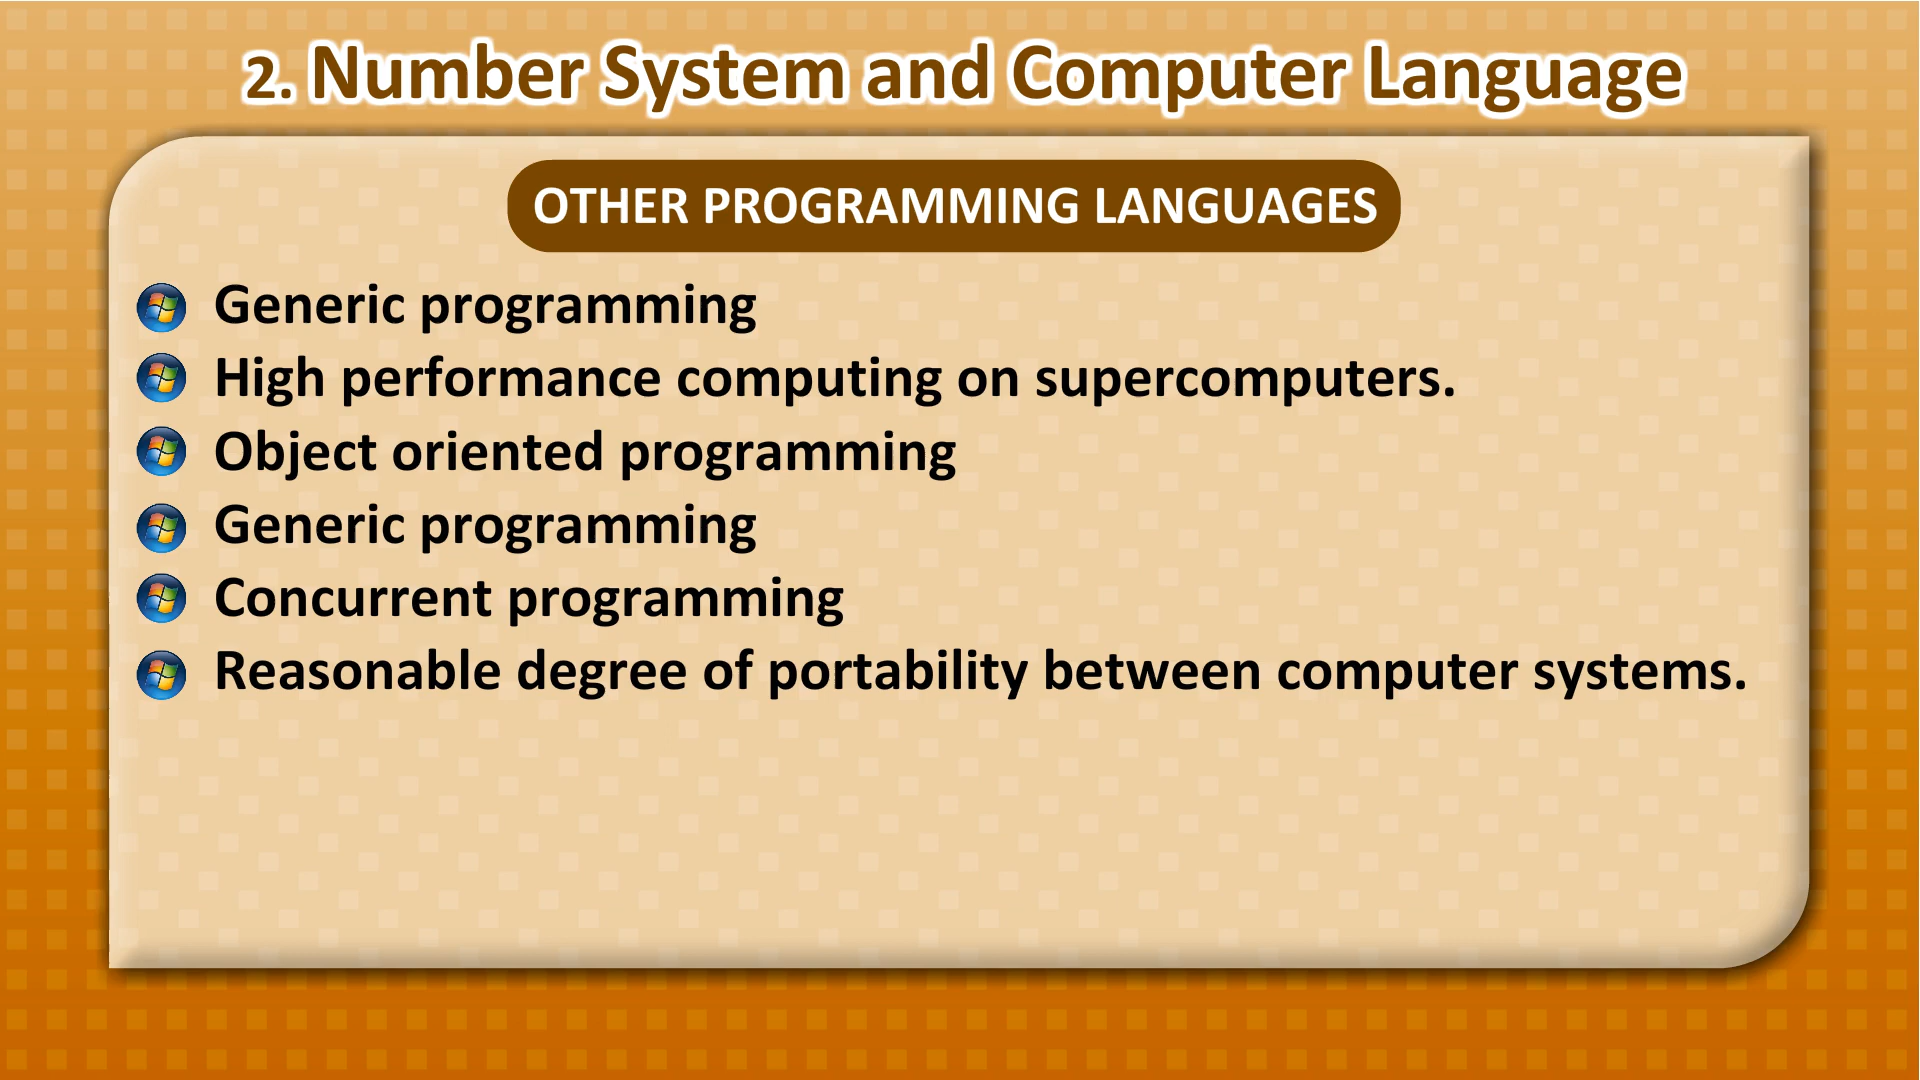 2. Number System and Computer Language
OTHER PROGRAMMING LANGUAGES
Generic programming
High performance computing on supercomputers.
Object oriented programming
Generic programming
Concurrent programming
Reasonable degree of portability between computer systems.